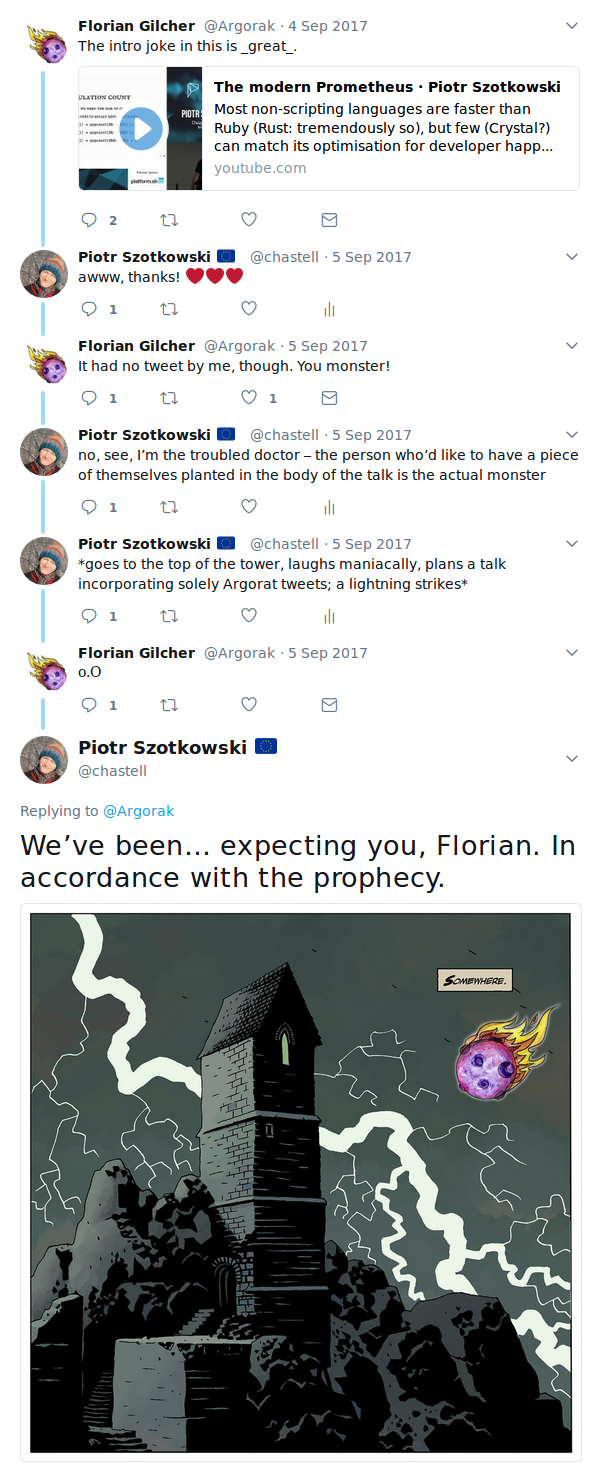 Florian Gilcher @Argorak · 4 Sep 2017
The intro joke in this is _great_.
ULATION COUNT
PIOTR S
platform.sh
The modern Prometheus · Piotr Szotkowski
Most non-scripting languages are faster than
Ruby (Rust: tremendously so), but few (Crystal?)
can match its optimisation for developer happ...
youtube.com
2
Piotr Szotkowski 🇪🇺 @chastell · 5 Sep 2017
awww, thanks! ❤️❤️❤️
1
Florian Gilcher @Argorak · 5 Sep 2017
It had no tweet by me, though. You monster!
1 1
Piotr Szotkowski 🇪🇺 @chastell · 5 Sep 2017
no, see, I’m the troubled doctor – the person who’d like to have a piece
of themselves planted in the body of the talk is the actual monster
1
Piotr Szotkowski 🇪🇺 @chastell · 5 Sep 2017
*goes to the top of the tower, laughs maniacally, plans a talk
incorporating solely Argorat tweets; a lightning strikes*
1
Florian Gilcher @Argorak · 5 Sep 2017
o.O
1
Piotr Szotkowski 🇪🇺
@chastell
Replying to @Argorak
We’ve been… expecting you, Florian. In
accordance with the prophecy.
SOMEWHERE.